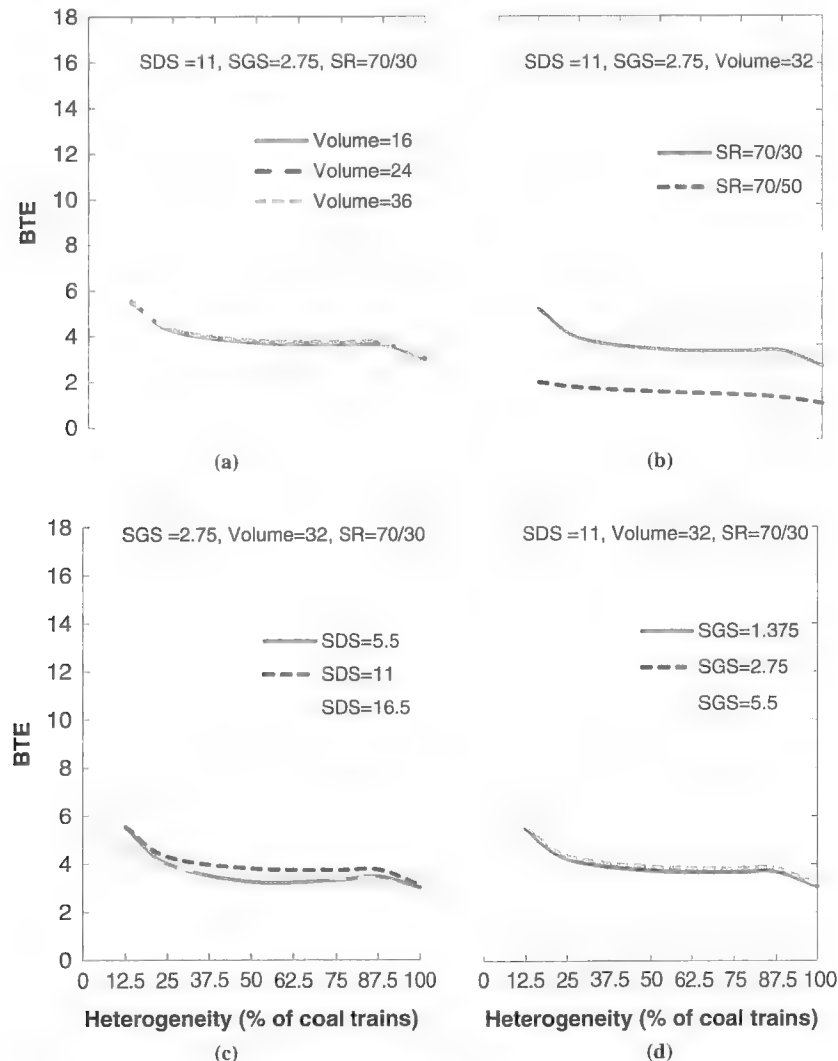 18
16
14
12
10
8
6
4
2
0
BTE
SDS =11, SGS=2.75, SR=70/30
Volume=16
Volume=24
Volume=36
(a)
SDS =11, SGS=2.75, Volume=32
SR=70/30
SR=70/50
(b)
18
16
14
12
10
8
6
4
2
0
BTE
SGS =2.75, Volume=32, SR=70/30
SDS=5.5
SDS=11
SDS=16.5
0 12.5 25 37.5 50 62.5 75 87.5 100
Heterogeneity (% of coal trains)
(c)
SDS =11, Volume=32, SR=70/30
SGS=1.375
SGS=2.75
SGS=5.5
0 12.5 25 37.5 50 62.5 75 87.5 100
Heterogeneity (% of coal trains)
(d)